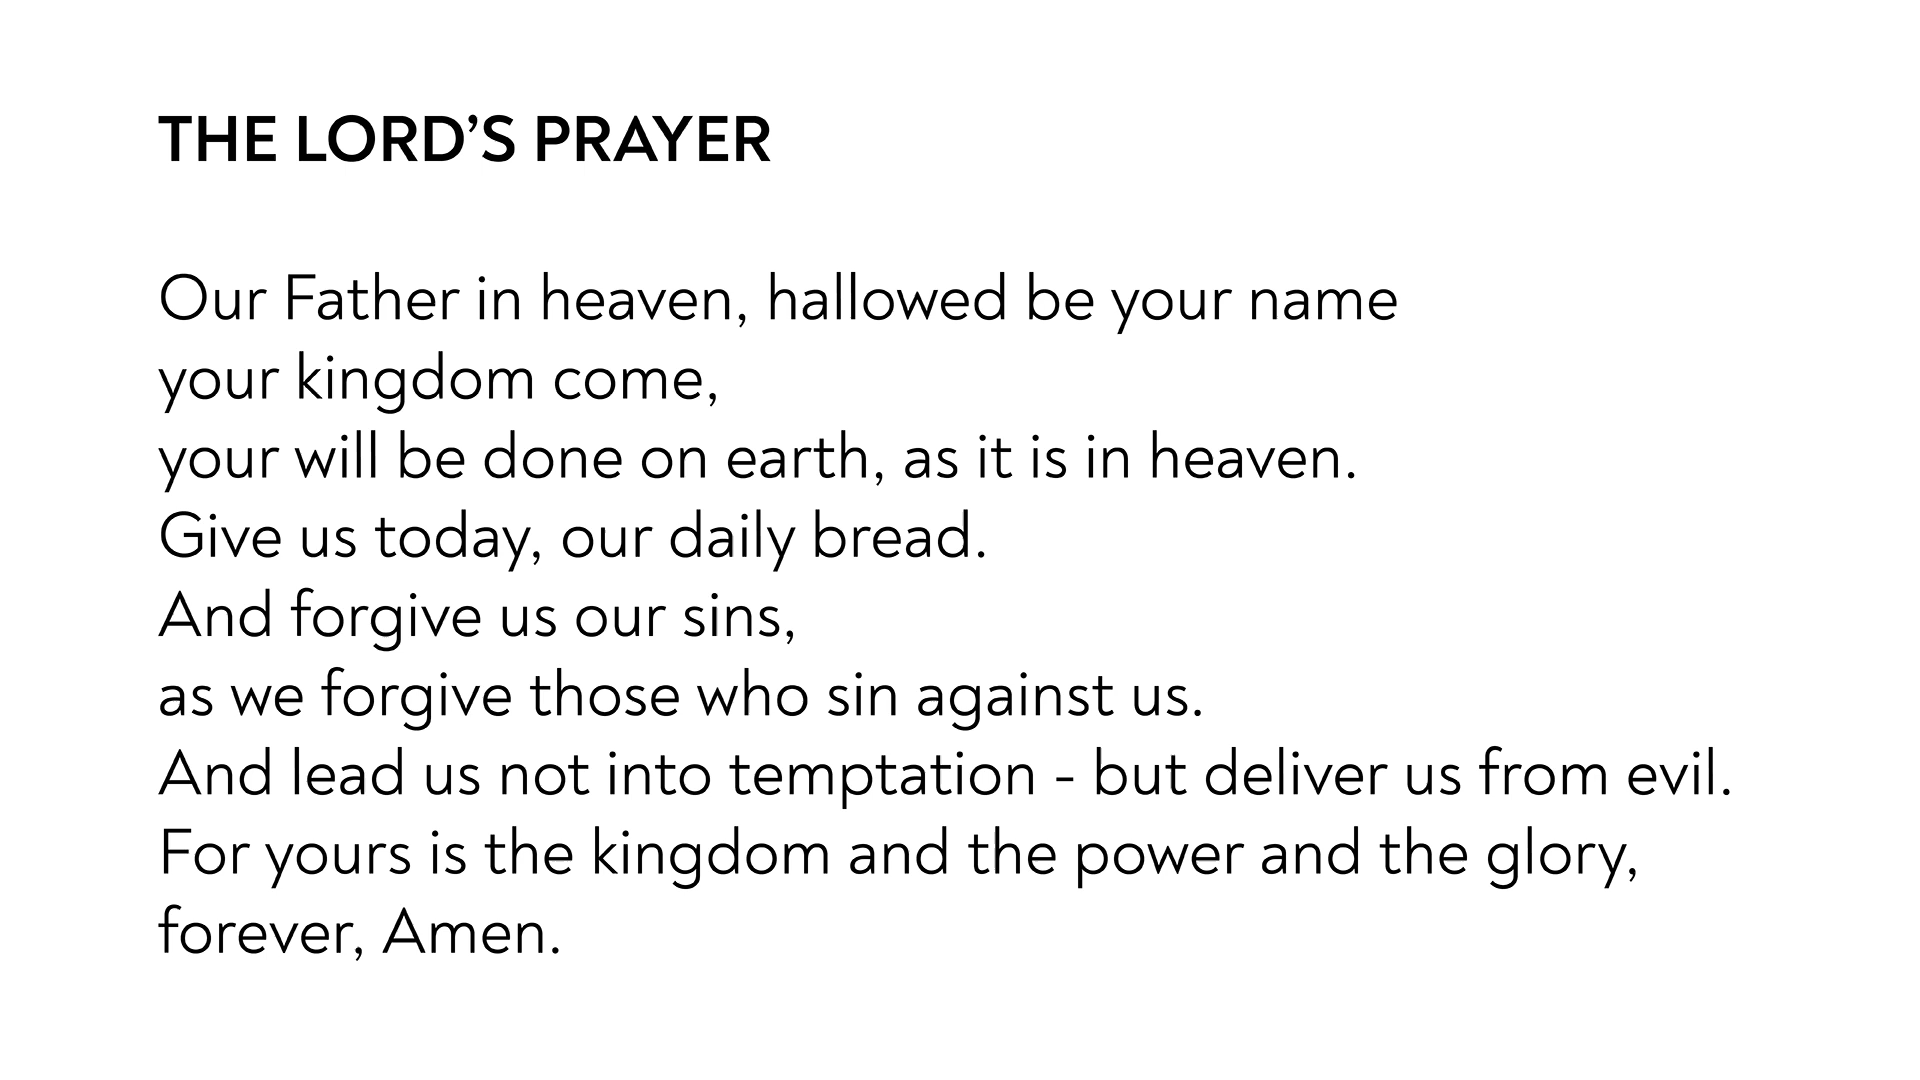 THE LORD’S PRAYER
Our Father in heaven, hallowed be your name
your kingdom come,
your will be done on earth, as it is in heaven.
Give us today, our daily bread.
And forgive us our sins,
as we forgive those who sin against us.
And lead us not into temptation - but deliver us from evil.
For yours is the kingdom and the power and the glory,
forever, Amen.